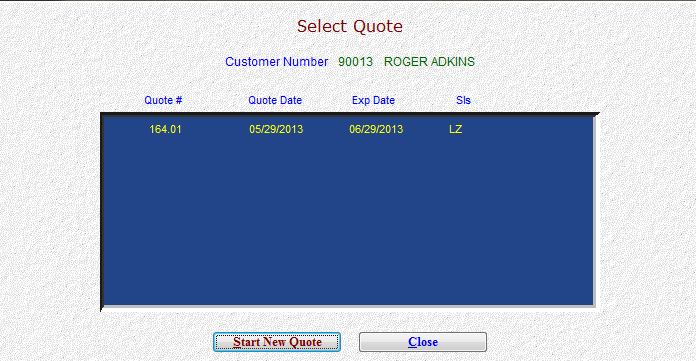 Select Quote
Customer Number 90013 ROGER ADKINS
Quote # Quote Date Exp Date Sls
164.01 05/29/2013 06/29/2013 LZ
Start New Quote Close